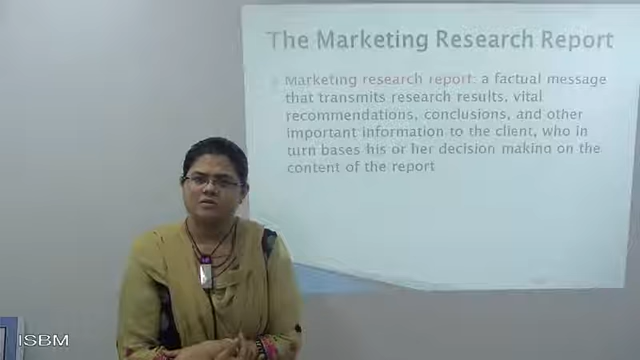 The Marketing Research Report
Marketing research report: a factual message
that transmits research results, vital
recommendations, conclusions, and other
important information to the client, who in
turn bases his or her decision making on the
content of the report
ISBM